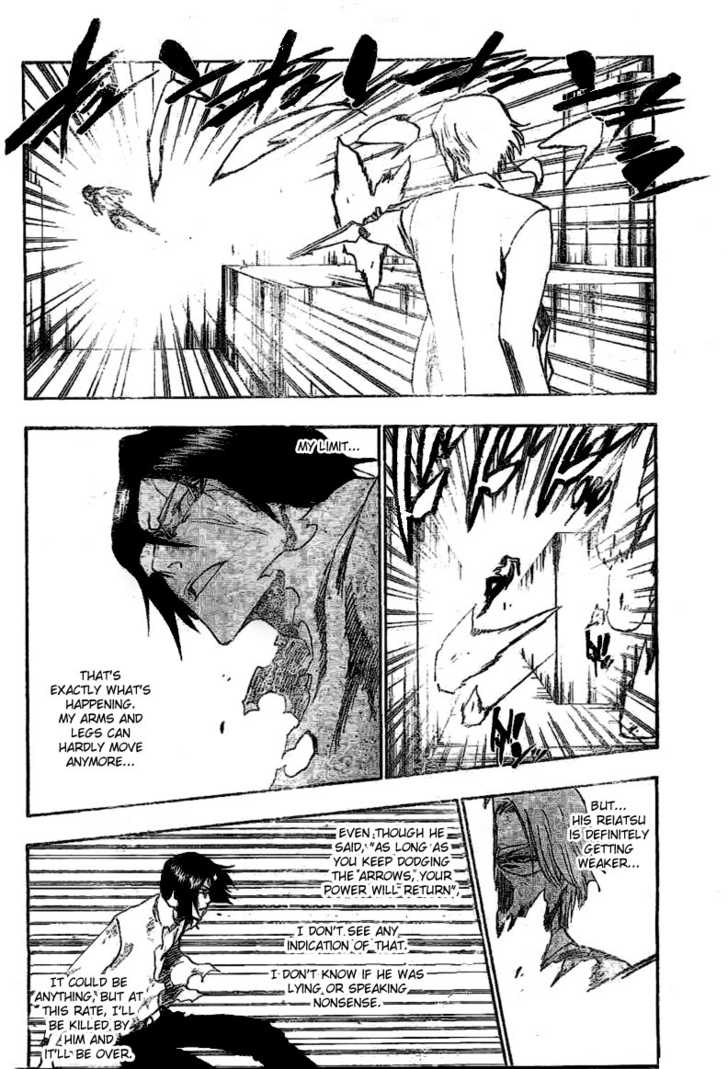 MY LIMIT...
THAT'S
EXACTLY WHAT'S
HAPPENING.
MY ARMS AND
LEGS CAN
HARDLY MOVE
ANYMORE...
BUT...
HIS REIATSU
IS DEFINITELY
GETTING
WEAKER...
EVEN THOUGH HE
SAID, "AS LONG AS
YOU KEEP DODGING
THE ARROWS, YOUR
POWER WILL RETURN",
I DON'T SEE ANY
INDICATION OF THAT.
I DON'T KNOW IF HE WAS
LYING OR SPEAKING
NONSENSE.
IT COULD BE
ANYTHING, BUT AT
THIS RATE, I'LL
BE KILLED BY
HIM AND
IT'LL BE OVER.